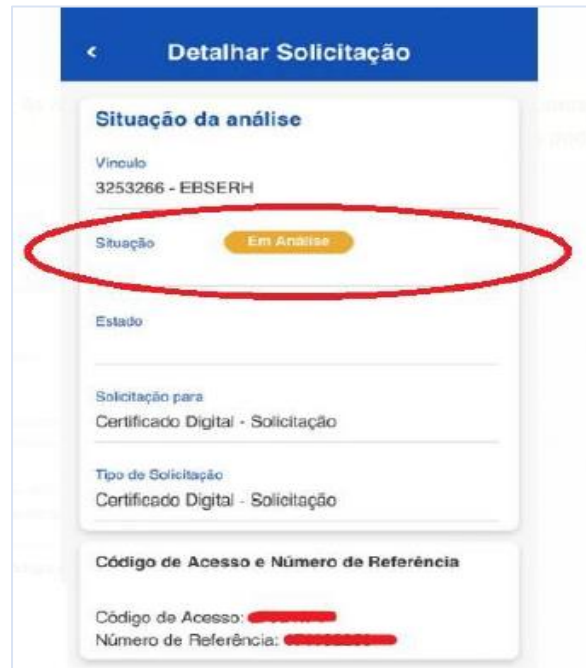 Detalhar Solicitação
Situação da análise
Vínculo
3253266 - EBSERH
Situação
Em Análise
Estado
Solicitação para
Certificado Digital - Solicitação
Tipo de Solicitação
Certificado Digital - Solicitação
Código de Acesso e Número de Referência
Código de Acesso:
Número de Referência: